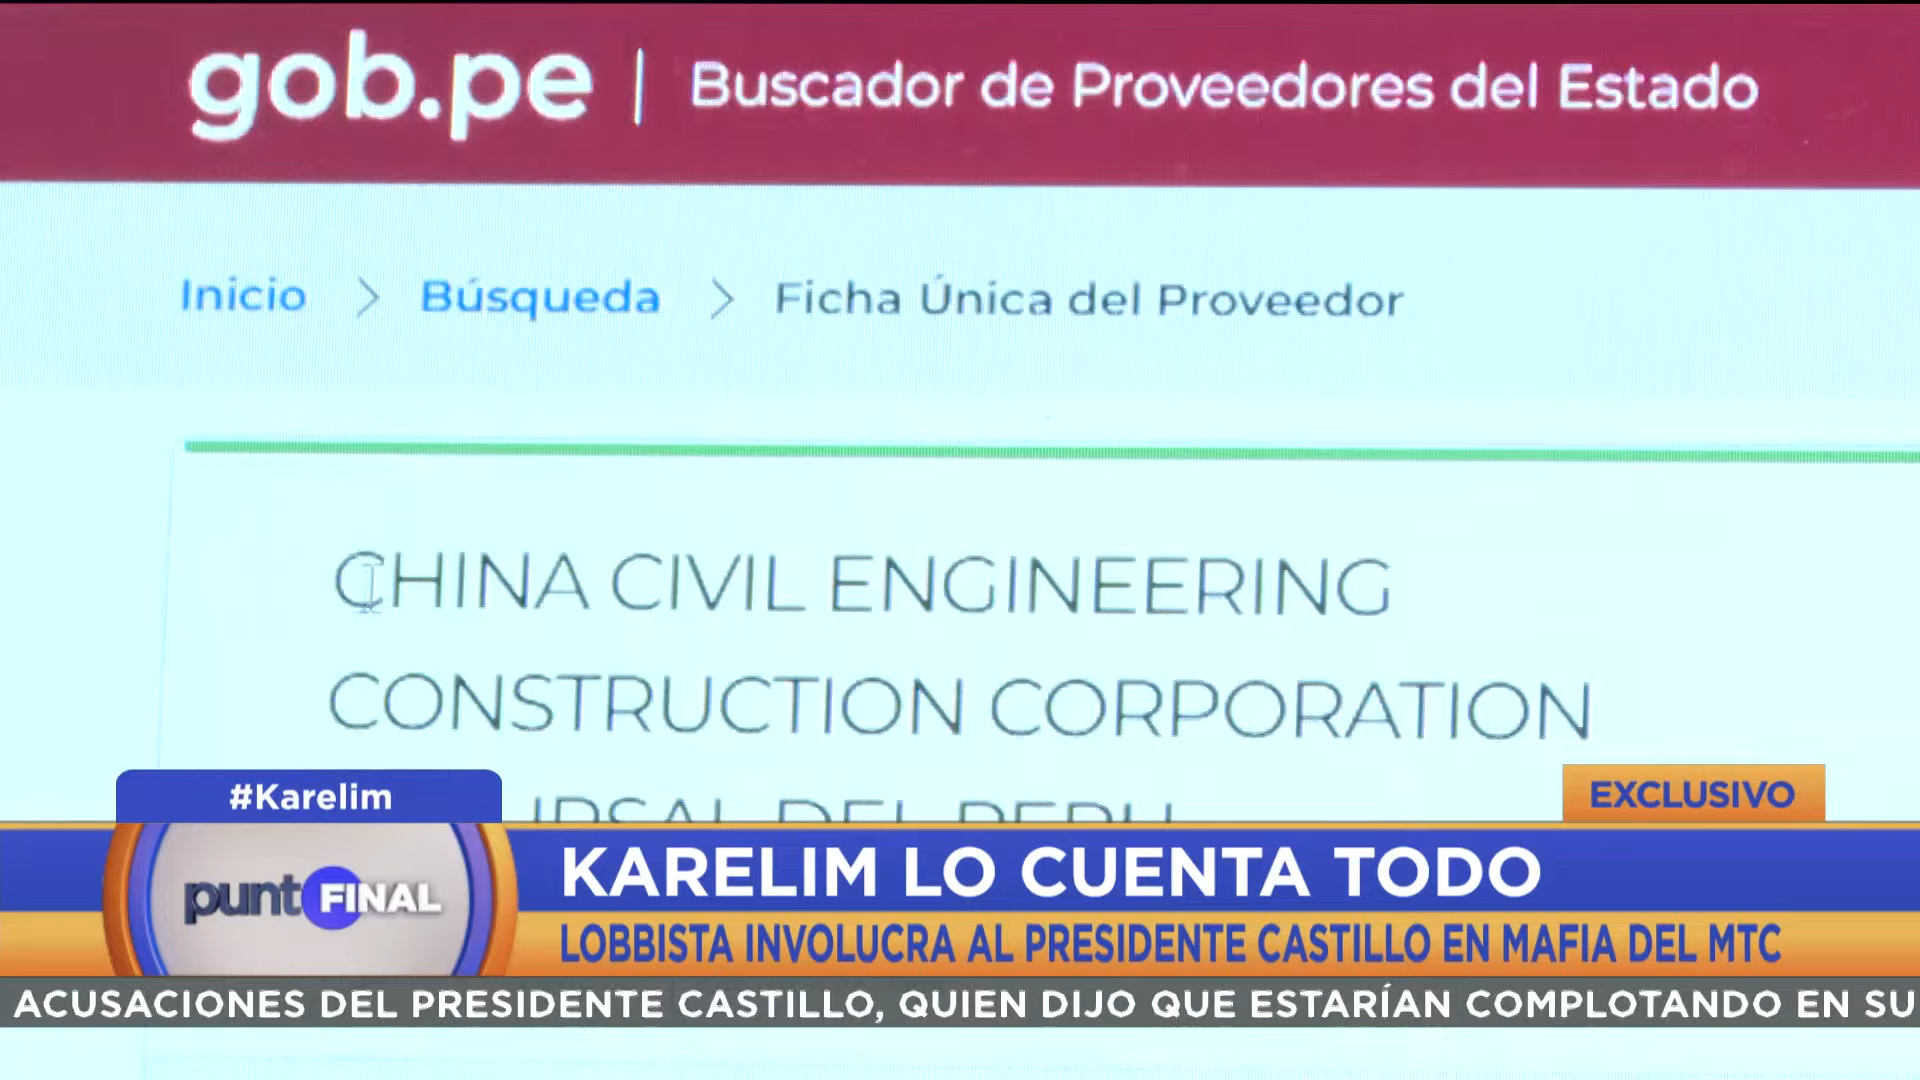 gob.pe | Buscador de Proveedores del Estado
Inicio > Búsqueda > Ficha Única del Proveedor
CHINA CIVIL ENGINEERING
CONSTRUCTION CORPORATION
DEL PERU
#Karelim
EXCLUSIVO
punto FINAL
KARELIM LO CUENTA TODO
LOBBISTA INVOLUCRA AL PRESIDENTE CASTILLO EN MAFIA DEL MTC
ACUSACIONES DEL PRESIDENTE CASTILLO, QUIEN DIJO QUE ESTARÍAN COMPLOTANDO EN SU